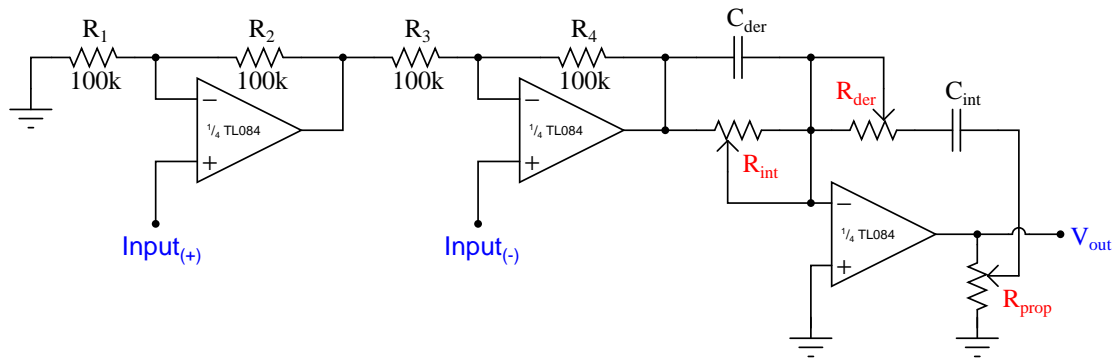 R1
100k
R2
100k
R3
100k
R4
100k
Cder
Rder
Cint
Rint
−
+
1/4 TL084
−
+
1/4 TL084
−
+
1/4 TL084
Input(+)
Input(-)
Vout
Rprop